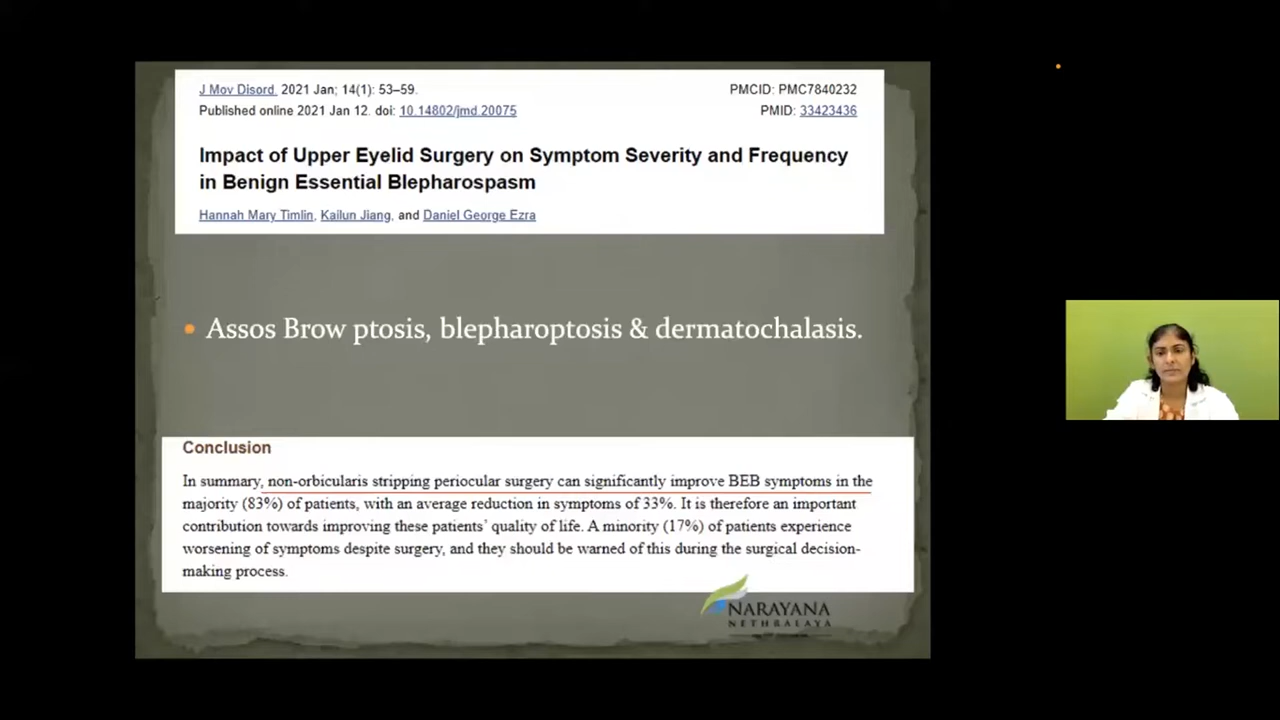 J Mov Disord. 2021 Jan; 14(1): 53–59.
PMCID: PMC7840232
Published online 2021 Jan 12. doi: 10.14802/jmd.20075
PMID: 33423436
Impact of Upper Eyelid Surgery on Symptom Severity and Frequency
in Benign Essential Blepharospasm
Hannah Mary Timlin, Kailun Jiang, and Daniel George Ezra
• Assos Brow ptosis, blepharoptosis & dermatochalasis.
Conclusion
In summary, non-orbicularis stripping periocular surgery can significantly improve BEB symptoms in the
majority (83%) of patients, with an average reduction in symptoms of 33%. It is therefore an important
contribution towards improving these patients' quality of life. A minority (17%) of patients experience
worsening of symptoms despite surgery, and they should be warned of this during the surgical decision-
making process.
NARAYANA
NETHRALAYA